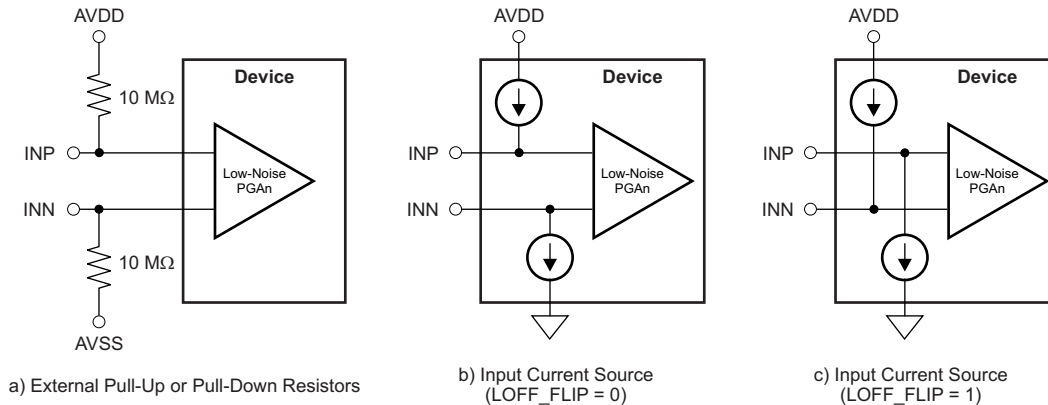 AVDD
Device
10 MΩ
INP
Low-Noise
PGAn
INN
10 MΩ
AVSS
a) External Pull-Up or Pull-Down Resistors
AVDD
Device
INP
Low-Noise
PGAn
INN
b) Input Current Source
(LOFF_FLIP = 0)
AVDD
Device
INP
Low-Noise
PGAn
INN
c) Input Current Source
(LOFF_FLIP = 1)